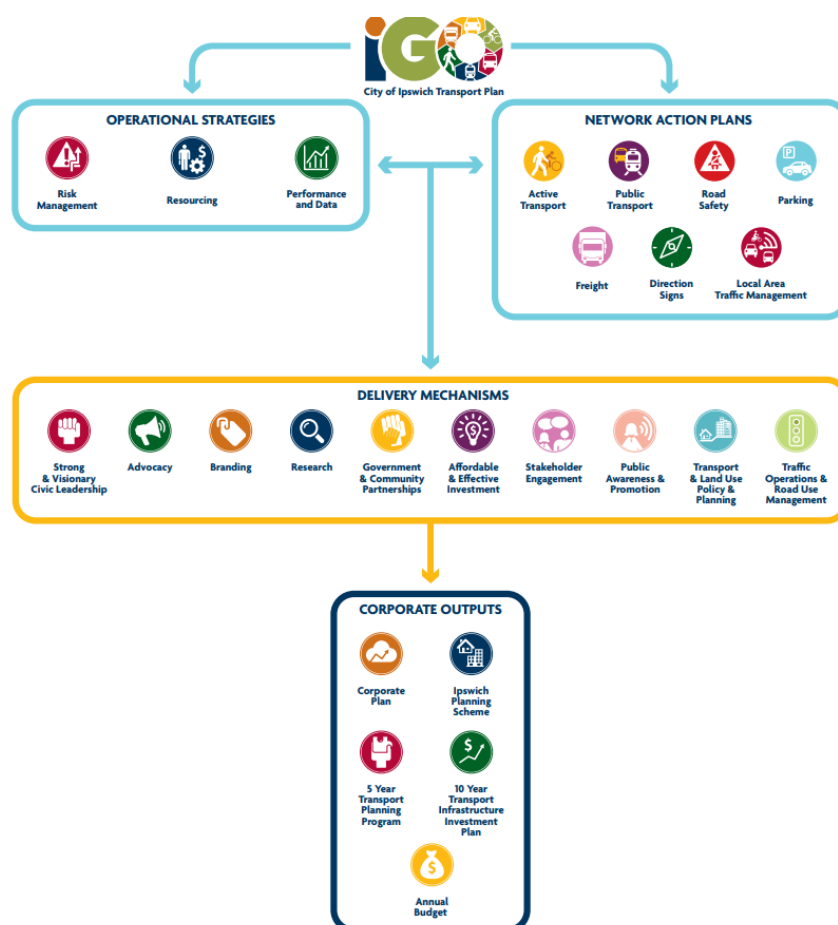 iGO
City of Ipswich Transport Plan
OPERATIONAL STRATEGIES
Risk
Management
Resourcing
Performance
and Data
NETWORK ACTION PLANS
Active
Transport
Public
Transport
Road
Safety
P
Parking
Freight
Direction
Signs
Local Area
Traffic Management
DELIVERY MECHANISMS
Strong
& Visionary
Civic Leadership
Advocacy
Branding
Research
Government
& Community
Partnerships
Affordable
& Effective
Investment
Stakeholder
Engagement
Public
Awareness &
Promotion
Transport
& Land Use
Policy &
Planning
Traffic
Operations &
Road Use
Management
CORPORATE OUTPUTS
Corporate
Plan
Ipswich
Planning
Scheme
5 Year
Transport
Planning
Program
10 Year
Transport
Infrastructure
Investment
Plan
Annual
Budget